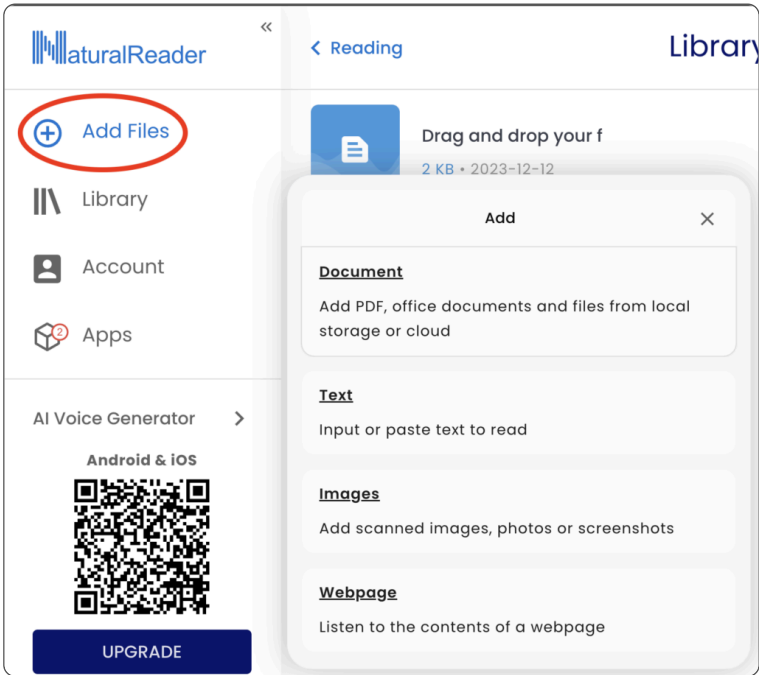 NaturalReader
«
Add Files
Library
Account
2
Apps
AI Voice Generator
Android & iOS
UPGRADE
Reading
Library
Drag and drop your f
2 KB • 2023-12-12
Add
Document
Add PDF, office documents and files from local
storage or cloud
Text
Input or paste text to read
Images
Add scanned images, photos or screenshots
Webpage
Listen to the contents of a webpage